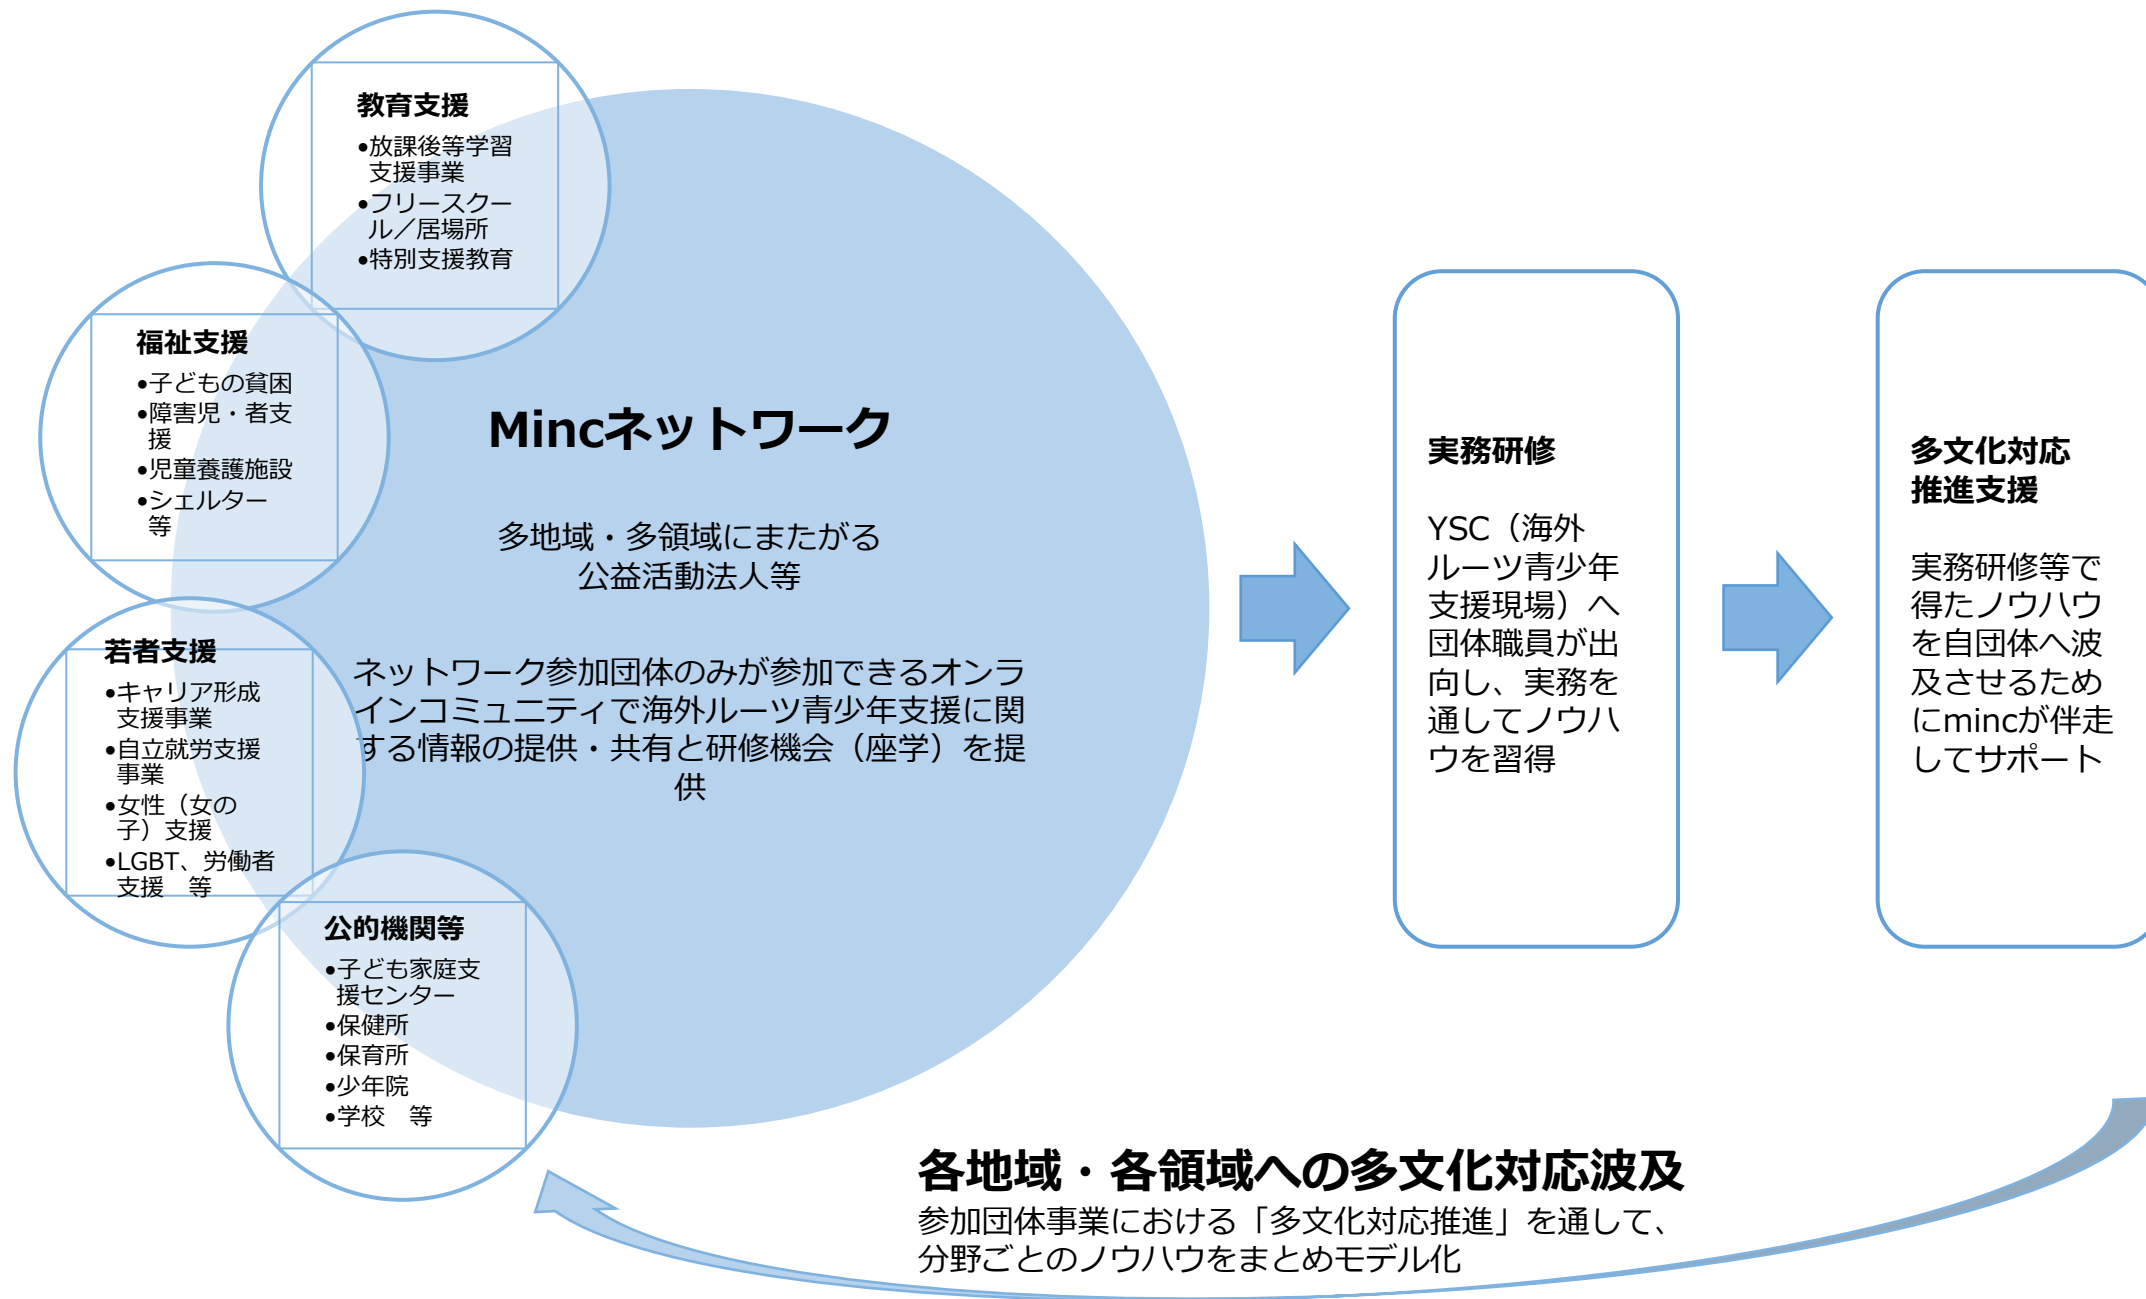 教育支援
•放課後等学習
支援事業
•フリースクー
ル／居場所
•特別支援教育
福祉支援
•子どもの貧困
•障害児・者支
援
•児童養護施設
•シェルター
等
若者支援
•キャリア形成
支援事業
•自立就労支援
事業
•女性（女の
子）支援
•LGBT、労働者
支援　等
公的機関等
•子ども家庭支
援センター
•保健所
•保育所
•少年院
•学校　等
Mincネットワーク
多地域・多領域にまたがる
公益活動法人等
ネットワーク参加団体のみが参加できるオンラ
インコミュニティで海外ルーツ青少年支援に関
する情報の提供・共有と研修機会（座学）を提
供
実務研修
YSC（海外
ルーツ青少年
支援現場）へ
団体職員が出
向し、実務を
通してノウハ
ウを習得
多文化対応
推進支援
実務研修等で
得たノウハウ
を自団体へ波
及させるため
にmincが伴走
してサポート
各地域・各領域への多文化対応波及
参加団体事業における「多文化対応推進」を通して、
分野ごとのノウハウをまとめモデル化